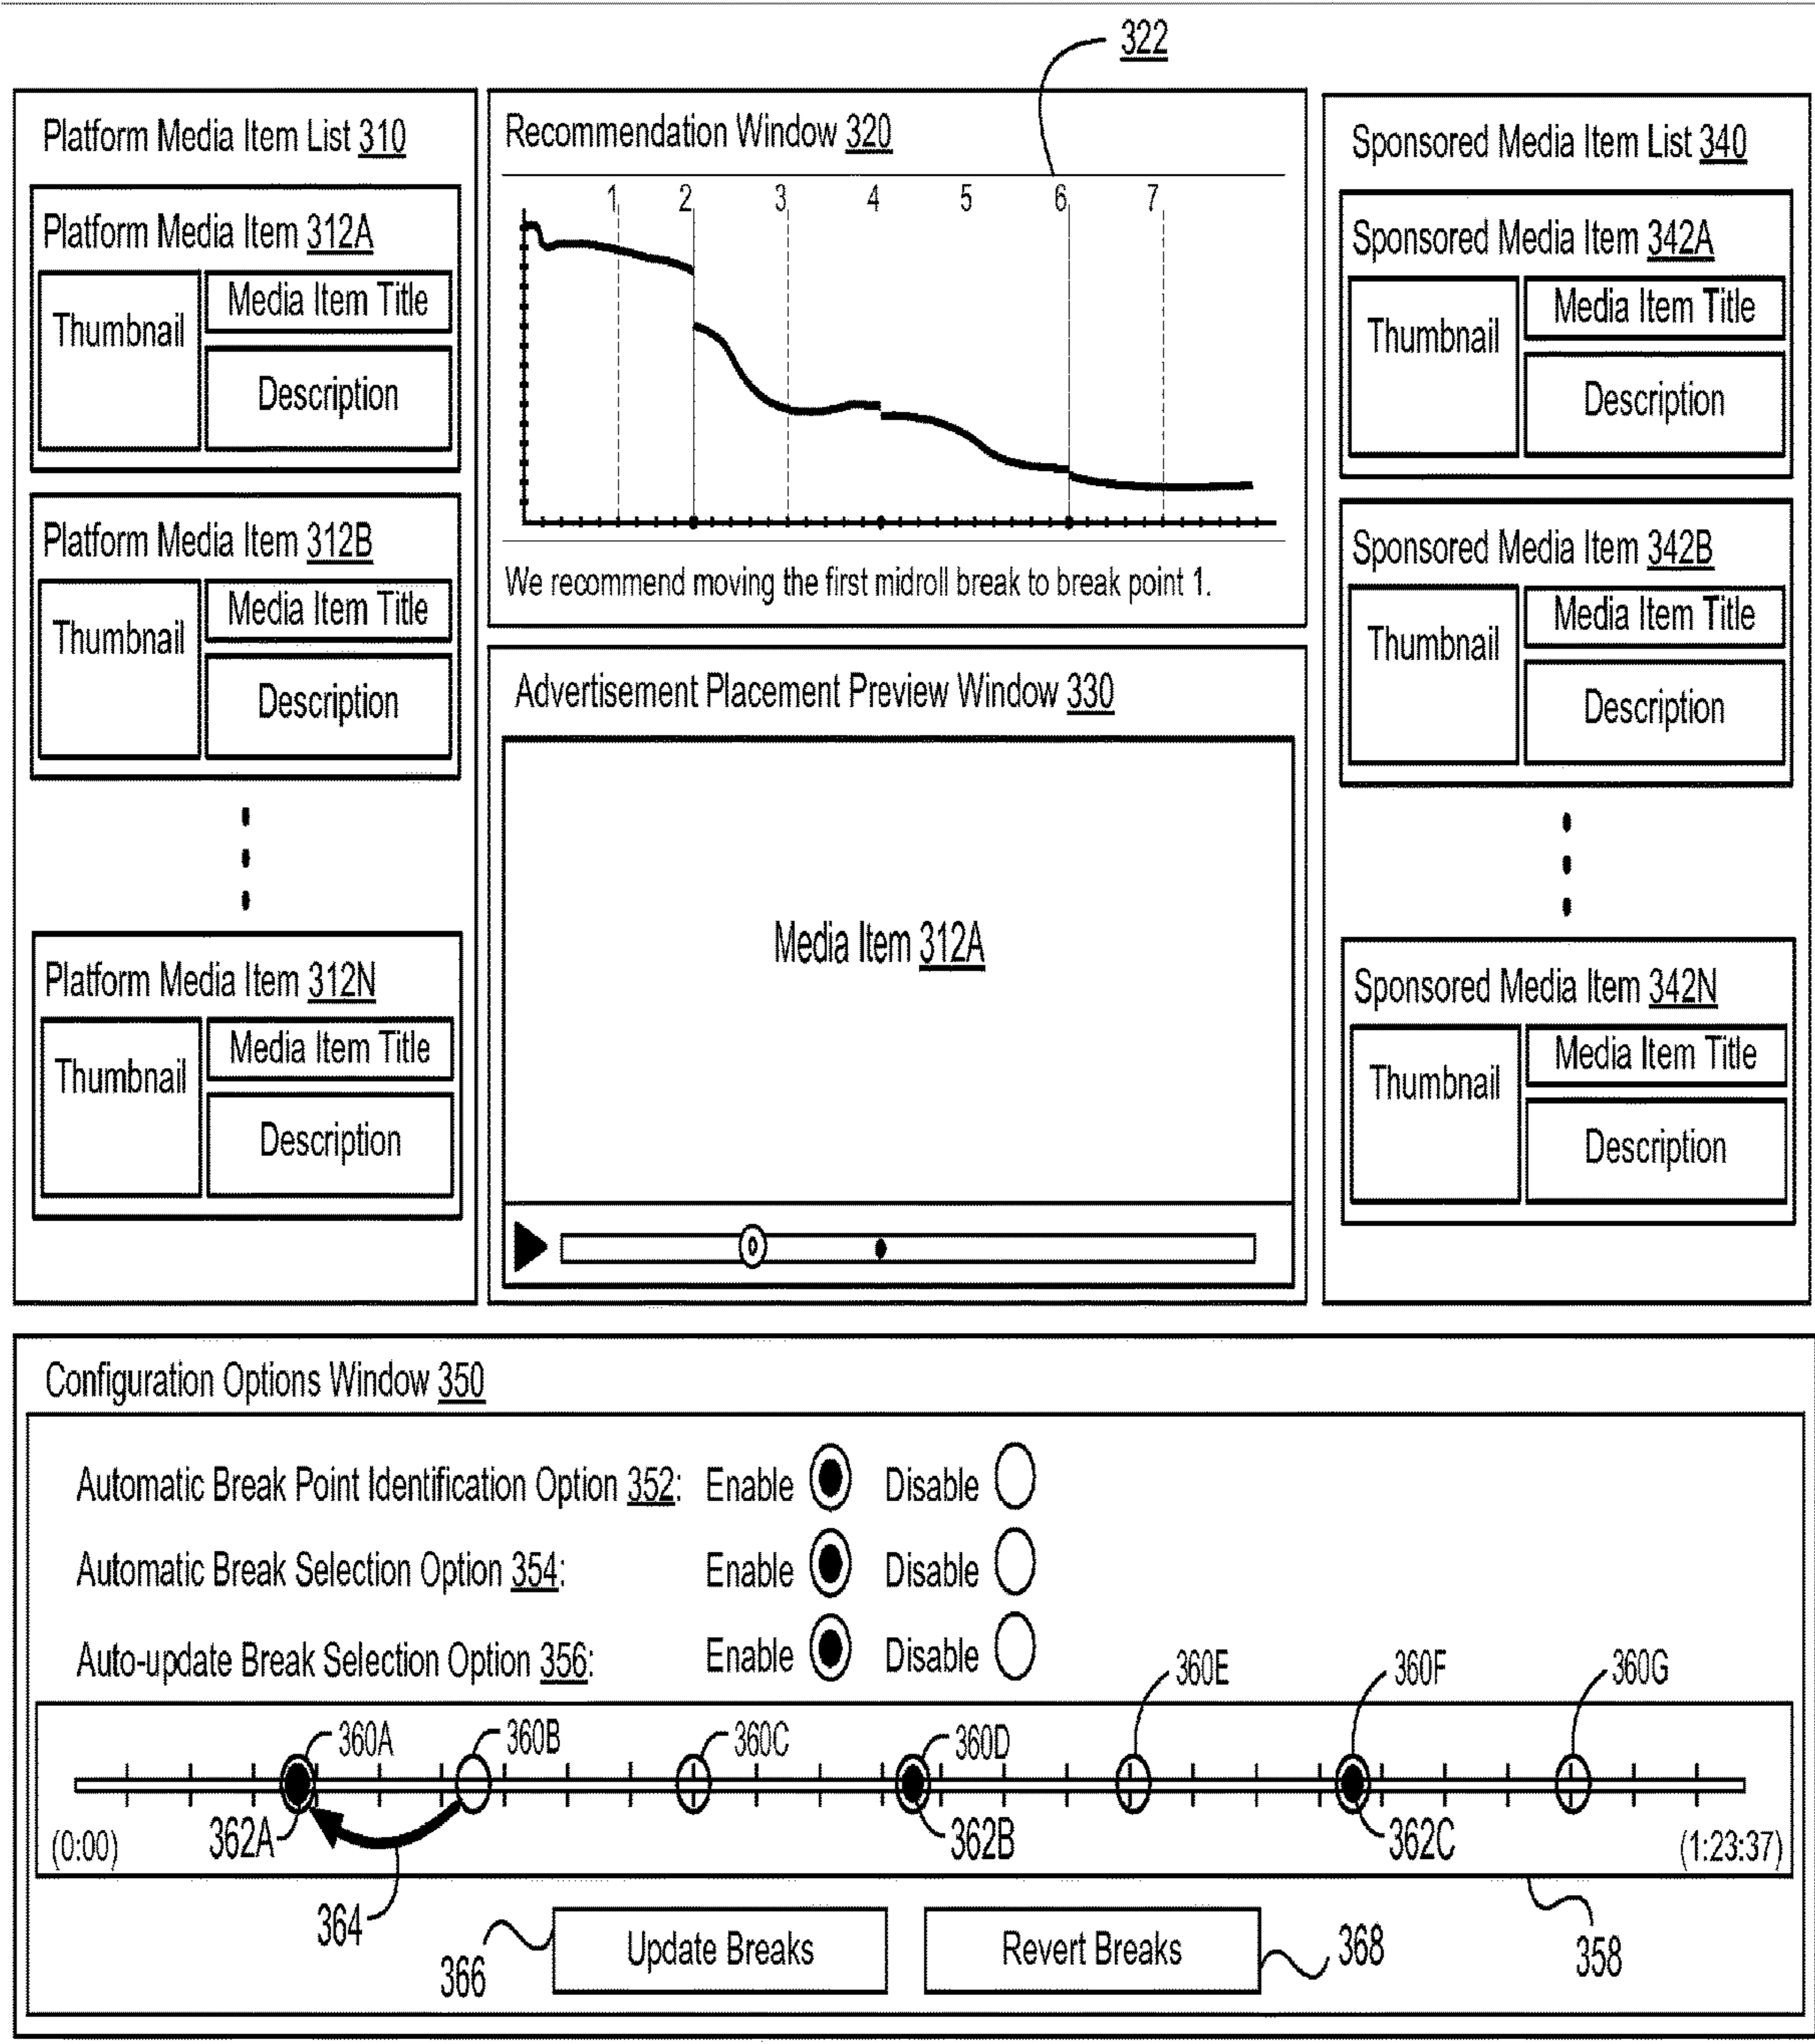 322
Platform Media Item List 310
Platform Media Item 312A
Thumbnail
Media Item Title
Description
Platform Media Item 312B
Thumbnail
Media Item Title
Description
Platform Media Item 312N
Thumbnail
Media Item Title
Description
Recommendation Window 320
1 2 3 4 5 6 7
We recommend moving the first midroll break to break point 1.
Advertisement Placement Preview Window 330
Media Item 312A
Sponsored Media Item List 340
Sponsored Media Item 342A
Thumbnail
Media Item Title
Description
Sponsored Media Item 342B
Thumbnail
Media Item Title
Description
Sponsored Media Item 342N
Thumbnail
Media Item Title
Description
Configuration Options Window 350
Automatic Break Point Identification Option 352: Enable Disable
Automatic Break Selection Option 354: Enable Disable
Auto-update Break Selection Option 356: Enable Disable
360E 360F 360G
360A 360B 360C 360D
362A 362B 362C
(0:00) (1:23:37)
364
366 Update Breaks Revert Breaks 368 358